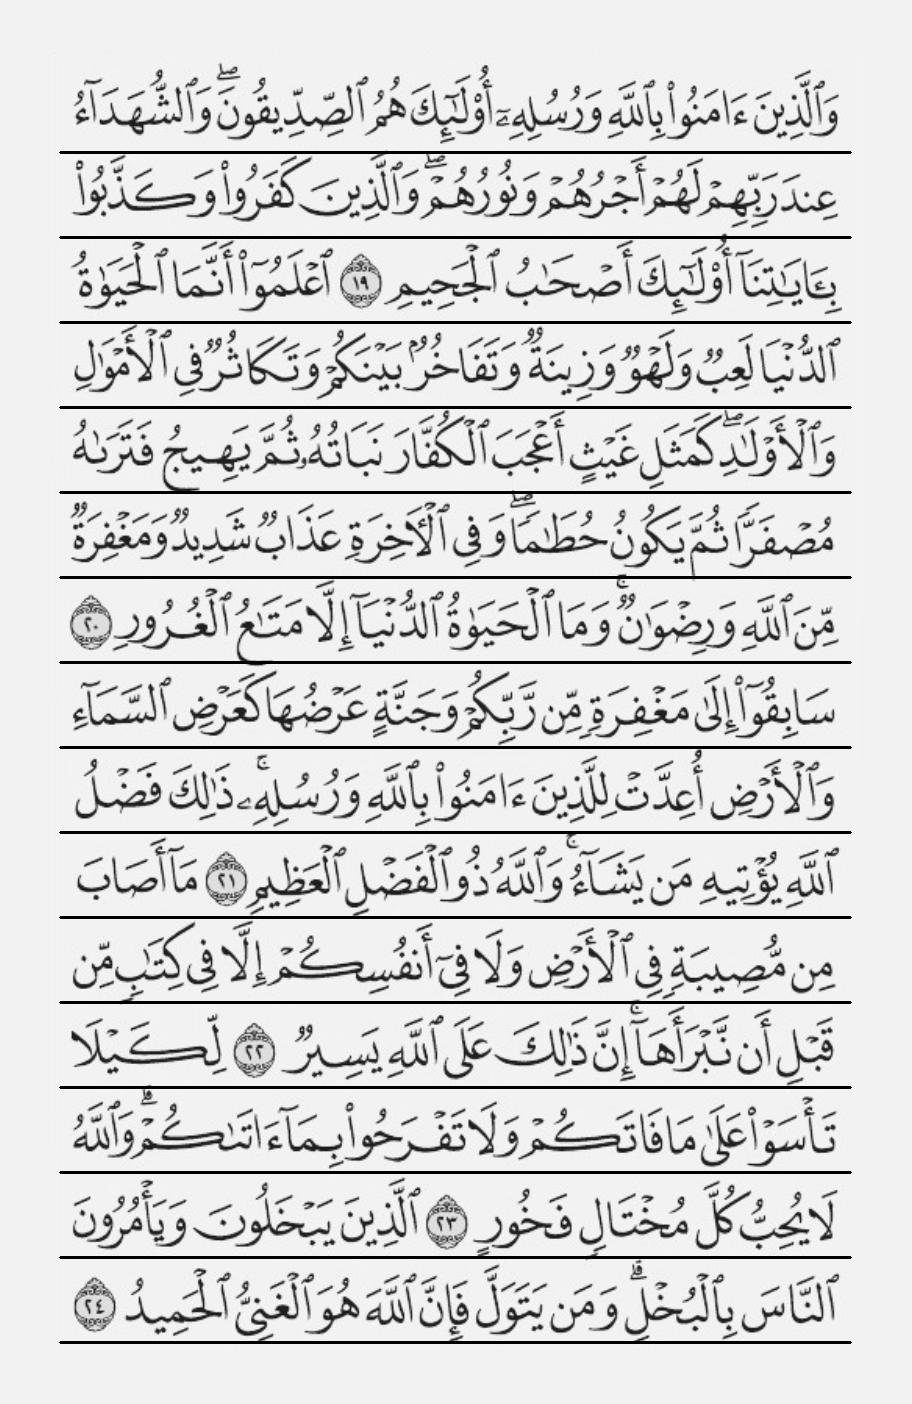 وَٱلَّذِينَ ءَامَنُوا۟ بِٱللَّهِ وَرُسُلِهِۦٓ أُو۟لَٰٓئِكَ هُمُ ٱلصِّدِّيقُونَ ۖ وَٱلشُّهَدَآءُ
عِندَ رَبِّهِمْ لَهُمْ أَجْرُهُمْ وَنُورُهُمْ ۖ وَٱلَّذِينَ كَفَرُوا۟ وَكَذَّبُوا۟
بِـَٔايَٰتِنَآ أُو۟لَٰٓئِكَ أَصْحَٰبُ ٱلْجَحِيمِ ١٩ ٱعْلَمُوٓا۟ أَنَّمَا ٱلْحَيَوٰةُ
ٱلدُّنْيَا لَعِبٌ وَلَهْوٌ وَزِينَةٌ وَتَفَاخُرٌۢ بَيْنَكُمْ وَتَكَاثُرٌ فِى ٱلْأَمْوَٰلِ
وَٱلْأَوْلَٰدِ ۖ كَمَثَلِ غَيْثٍ أَعْجَبَ ٱلْكُفَّارَ نَبَاتُهُۥ ثُمَّ يَهِيجُ فَتَرَىٰهُ
مُصْفَرًّا ثُمَّ يَكُونُ حُطَٰمًا ۖ وَفِى ٱلْـَٔاخِرَةِ عَذَابٌ شَدِيدٌ وَمَغْفِرَةٌ
مِّنَ ٱللَّهِ وَرِضْوَٰنٌ ۚ وَمَا ٱلْحَيَوٰةُ ٱلدُّنْيَآ إِلَّا مَتَٰعُ ٱلْغُرُورِ ٢٠
سَابِقُوٓا۟ إِلَىٰ مَغْفِرَةٍ مِّن رَّبِّكُمْ وَجَنَّةٍ عَرْضُهَا كَعَرْضِ ٱلسَّمَآءِ
وَٱلْأَرْضِ أُعِدَّتْ لِلَّذِينَ ءَامَنُوا۟ بِٱللَّهِ وَرُسُلِهِۦ ۚ ذَٰلِكَ فَضْلُ
ٱللَّهِ يُؤْتِيهِ مَن يَشَآءُ ۚ وَٱللَّهُ ذُو ٱلْفَضْلِ ٱلْعَظِيمِ ٢١ مَآ أَصَابَ
مِن مُّصِيبَةٍ فِى ٱلْأَرْضِ وَلَا فِىٓ أَنفُسِكُمْ إِلَّا فِى كِتَٰبٍ مِّن
قَبْلِ أَن نَّبْرَأَهَآ ۚ إِنَّ ذَٰلِكَ عَلَى ٱللَّهِ يَسِيرٌ ٢٢ لِّكَيْلَا
تَأْسَوْا۟ عَلَىٰ مَا فَاتَكُمْ وَلَا تَفْرَحُوا۟ بِمَآ ءَاتَىٰكُمْ ۗ وَٱللَّهُ
لَا يُحِبُّ كُلَّ مُخْتَالٍ فَخُورٍ ٢٣ ٱلَّذِينَ يَبْخَلُونَ وَيَأْمُرُونَ
ٱلنَّاسَ بِٱلْبُخْلِ ۗ وَمَن يَتَوَلَّ فَإِنَّ ٱللَّهَ هُوَ ٱلْغَنِىُّ ٱلْحَمِيدُ ٢٤